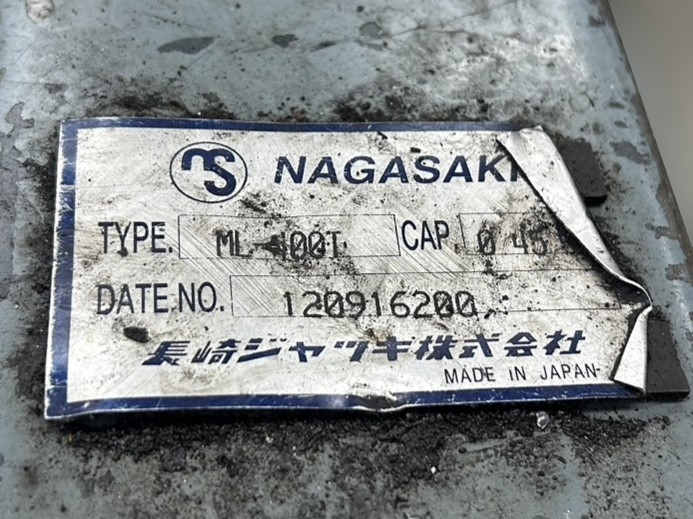 NS NAGASAKI
TYPE. ML-400T CAP. 0.45
DATE.NO. 120916200
長崎ジャッキ株式会社
MADE IN JAPAN